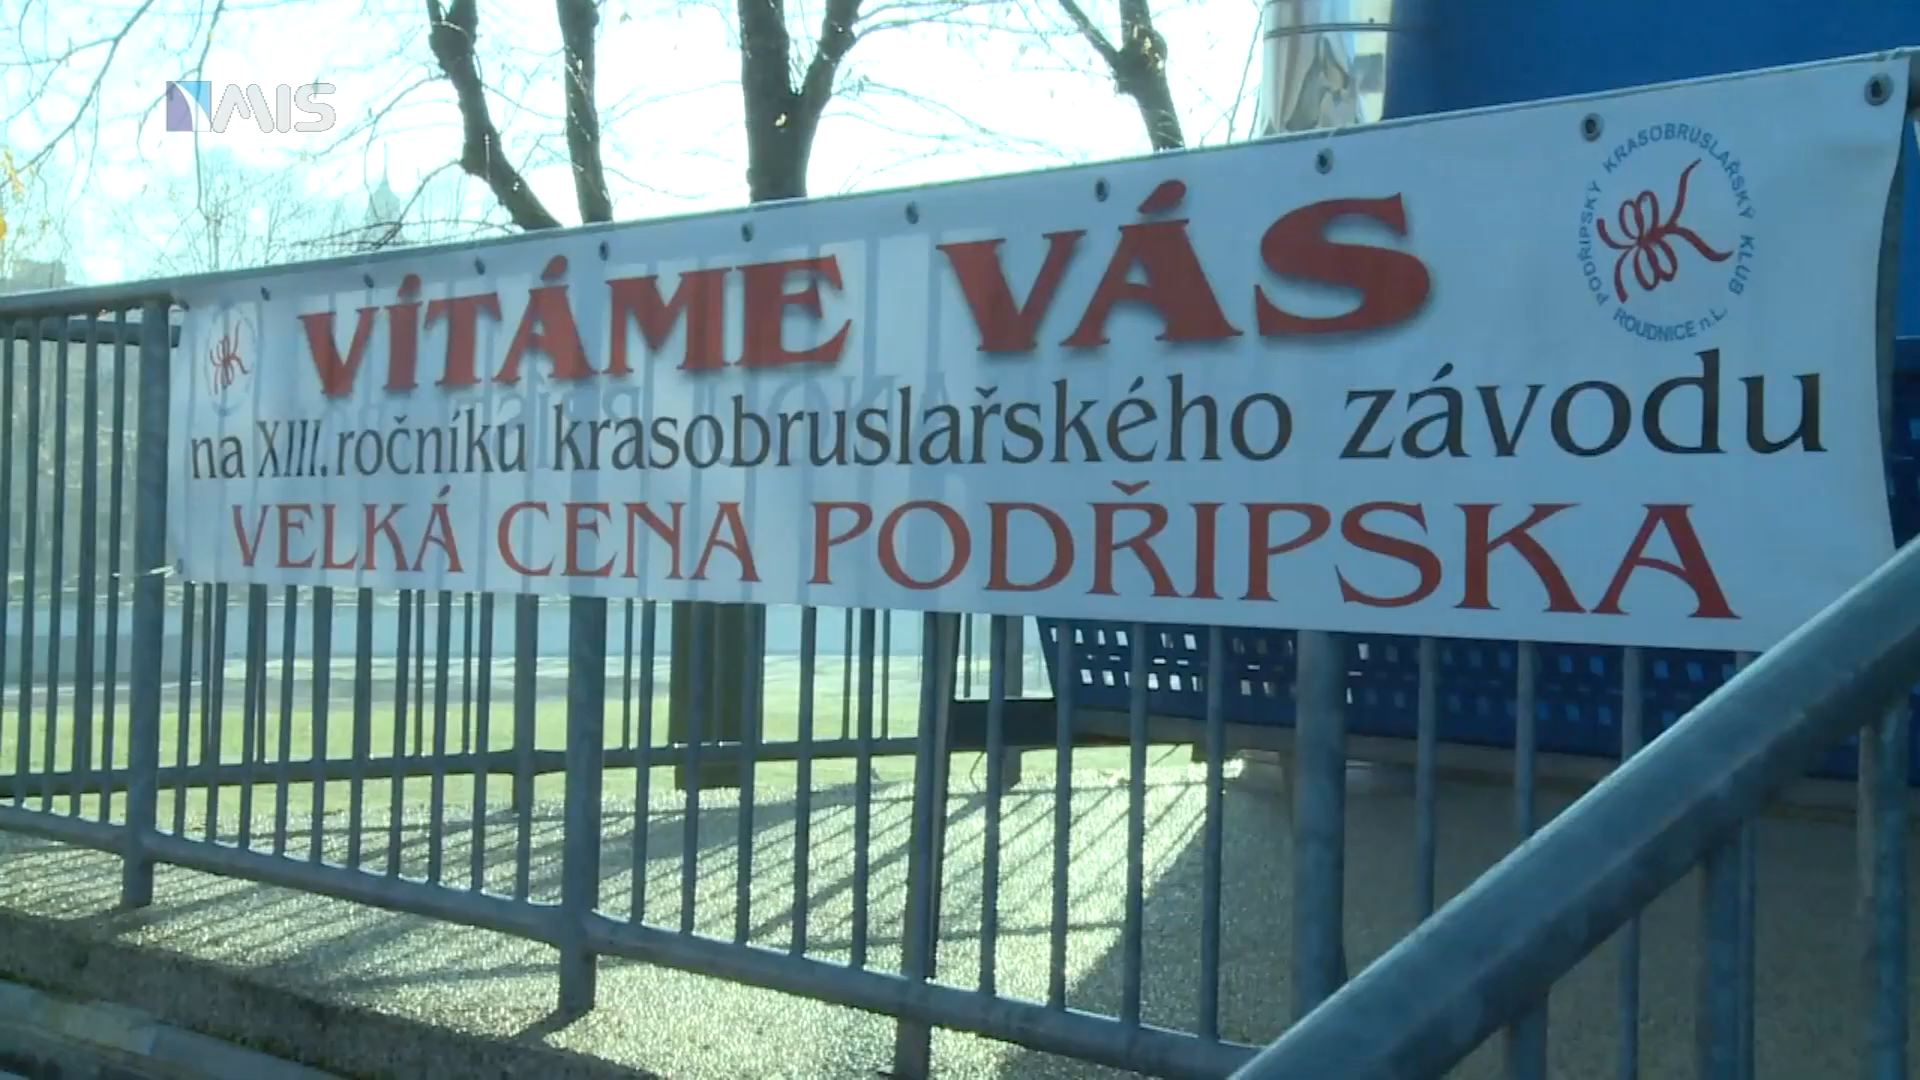 MIS
VÍTÁME VÁS
na XIII. ročníku krasobruslařského závodu
VELKÁ CENA PODŘIPSKA
PODŘIPSKÝ KRASOBRUSLAŘSKÝ KLUB
ROUDNICE n.L.